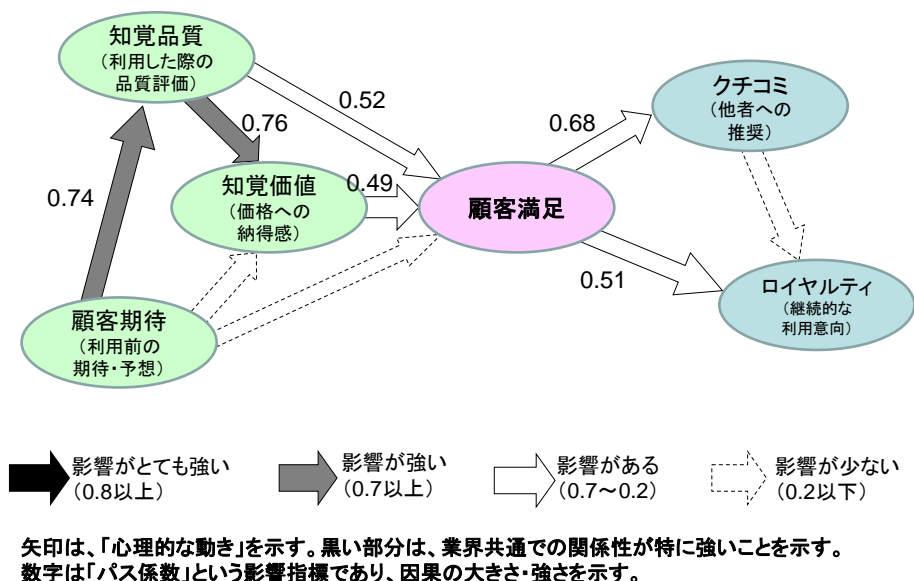 知覚品質
(利用した際の
品質評価)
0.52
0.76
0.74
知覚価値
(価格への
納得感)
0.49
顧客期待
(利用前の
期待・予想)
顧客満足
0.68
クチコミ
(他者への
推奨)
0.51
ロイヤルティ
(継続的な
利用意向)
影響がとても強い
(0.8以上)
影響が強い
(0.7以上)
影響がある
(0.7~0.2)
影響が少ない
(0.2以下)
矢印は、「心理的な動き」を示す。黒い部分は、業界共通での関係性が特に強いことを示す。
数字は「パス係数」という影響指標であり、因果の大きさ・強さを示す。